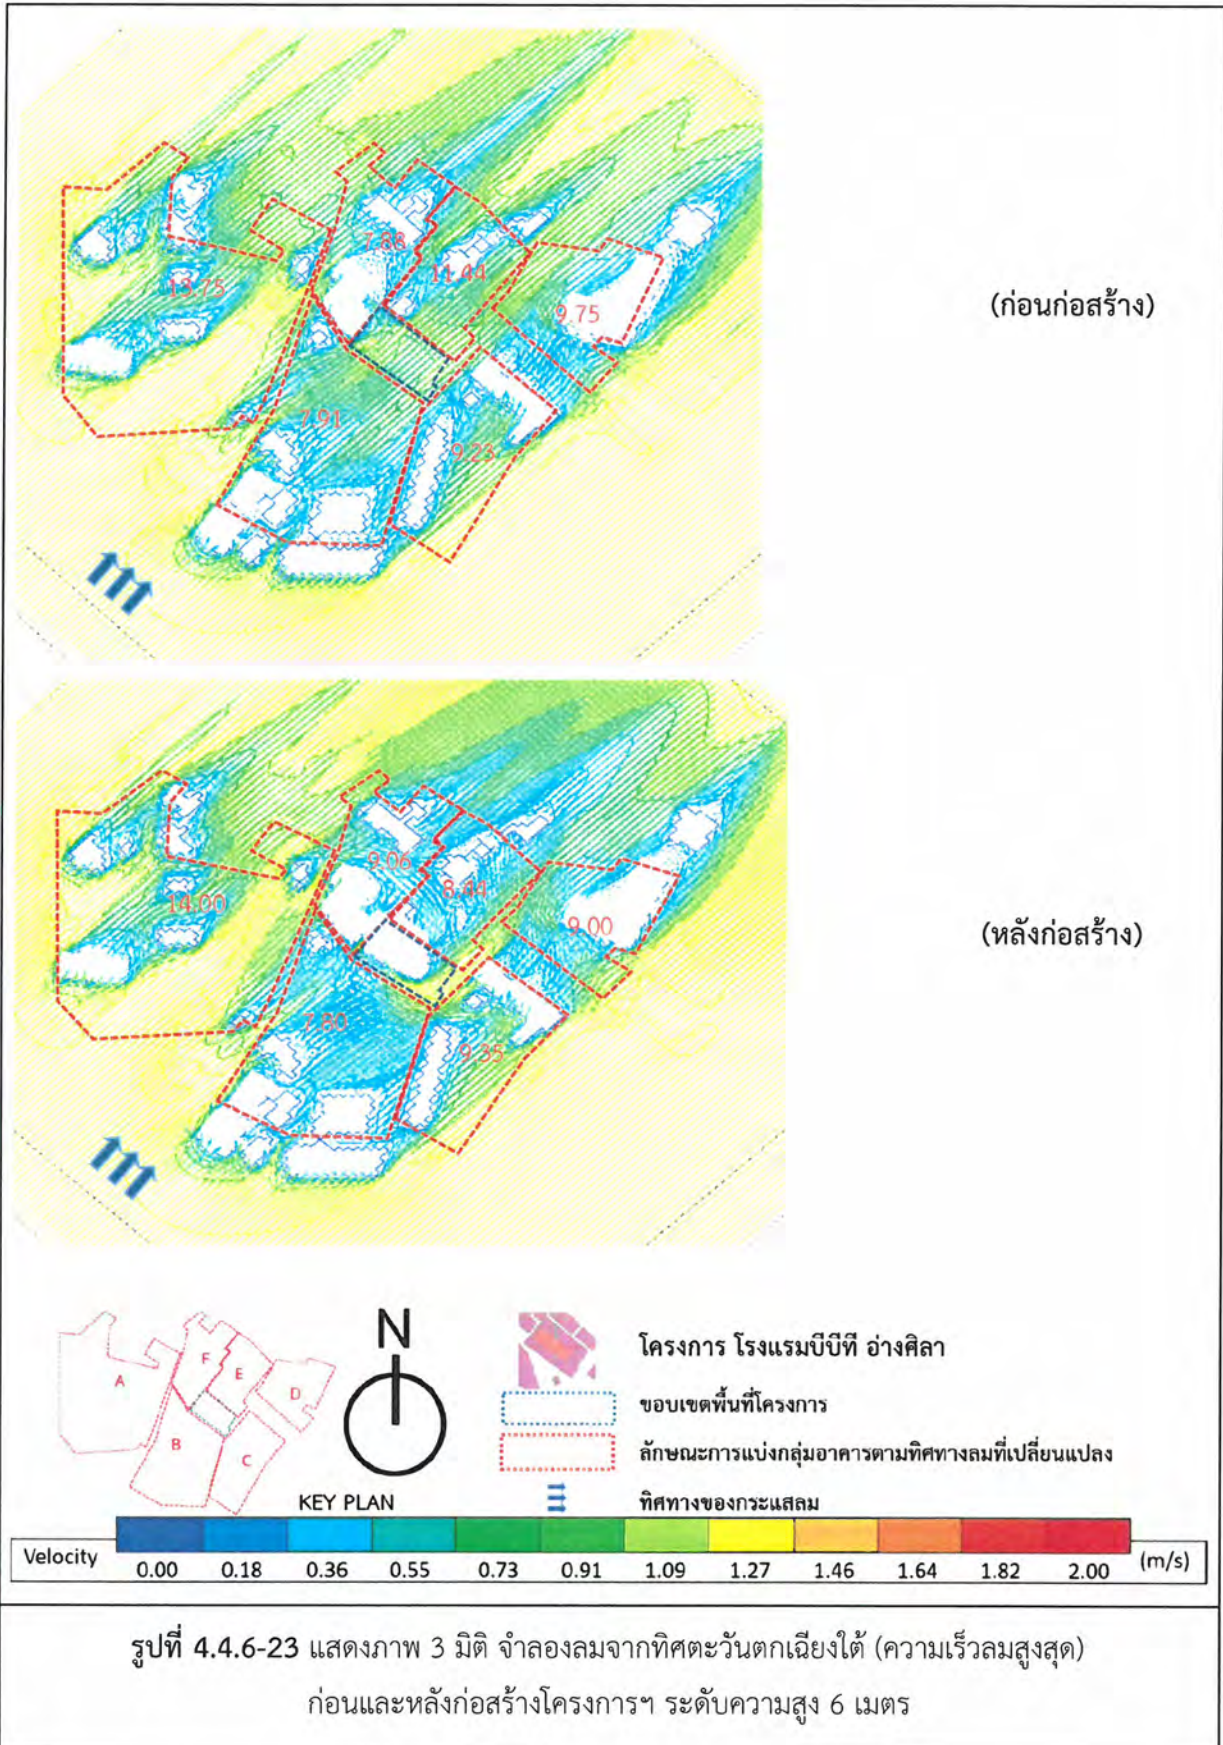 7.88
11.44
13.75
9.75
7.91
9.23
(ก่อนก่อสร้าง)
9.06
8.44
14.00
9.00
7.80
9.35
(หลังก่อสร้าง)
A
F
E
D
B
C
KEY PLAN
N
โครงการ โรงแรมบีบีที อ่างศิลา
ขอบเขตพื้นที่โครงการ
ลักษณะการแบ่งกลุ่มอาคารตามทิศทางลมที่เปลี่ยนแปลง
ทิศทางของกระแสลม
Velocity 0.00 0.18 0.36 0.55 0.73 0.91 1.09 1.27 1.46 1.64 1.82 2.00 (m/s)
รูปที่ 4.4.6-23 แสดงภาพ 3 มิติ จำลองลมจากทิศตะวันตกเฉียงใต้ (ความเร็วลมสูงสุด)
ก่อนและหลังก่อสร้างโครงการฯ ระดับความสูง 6 เมตร